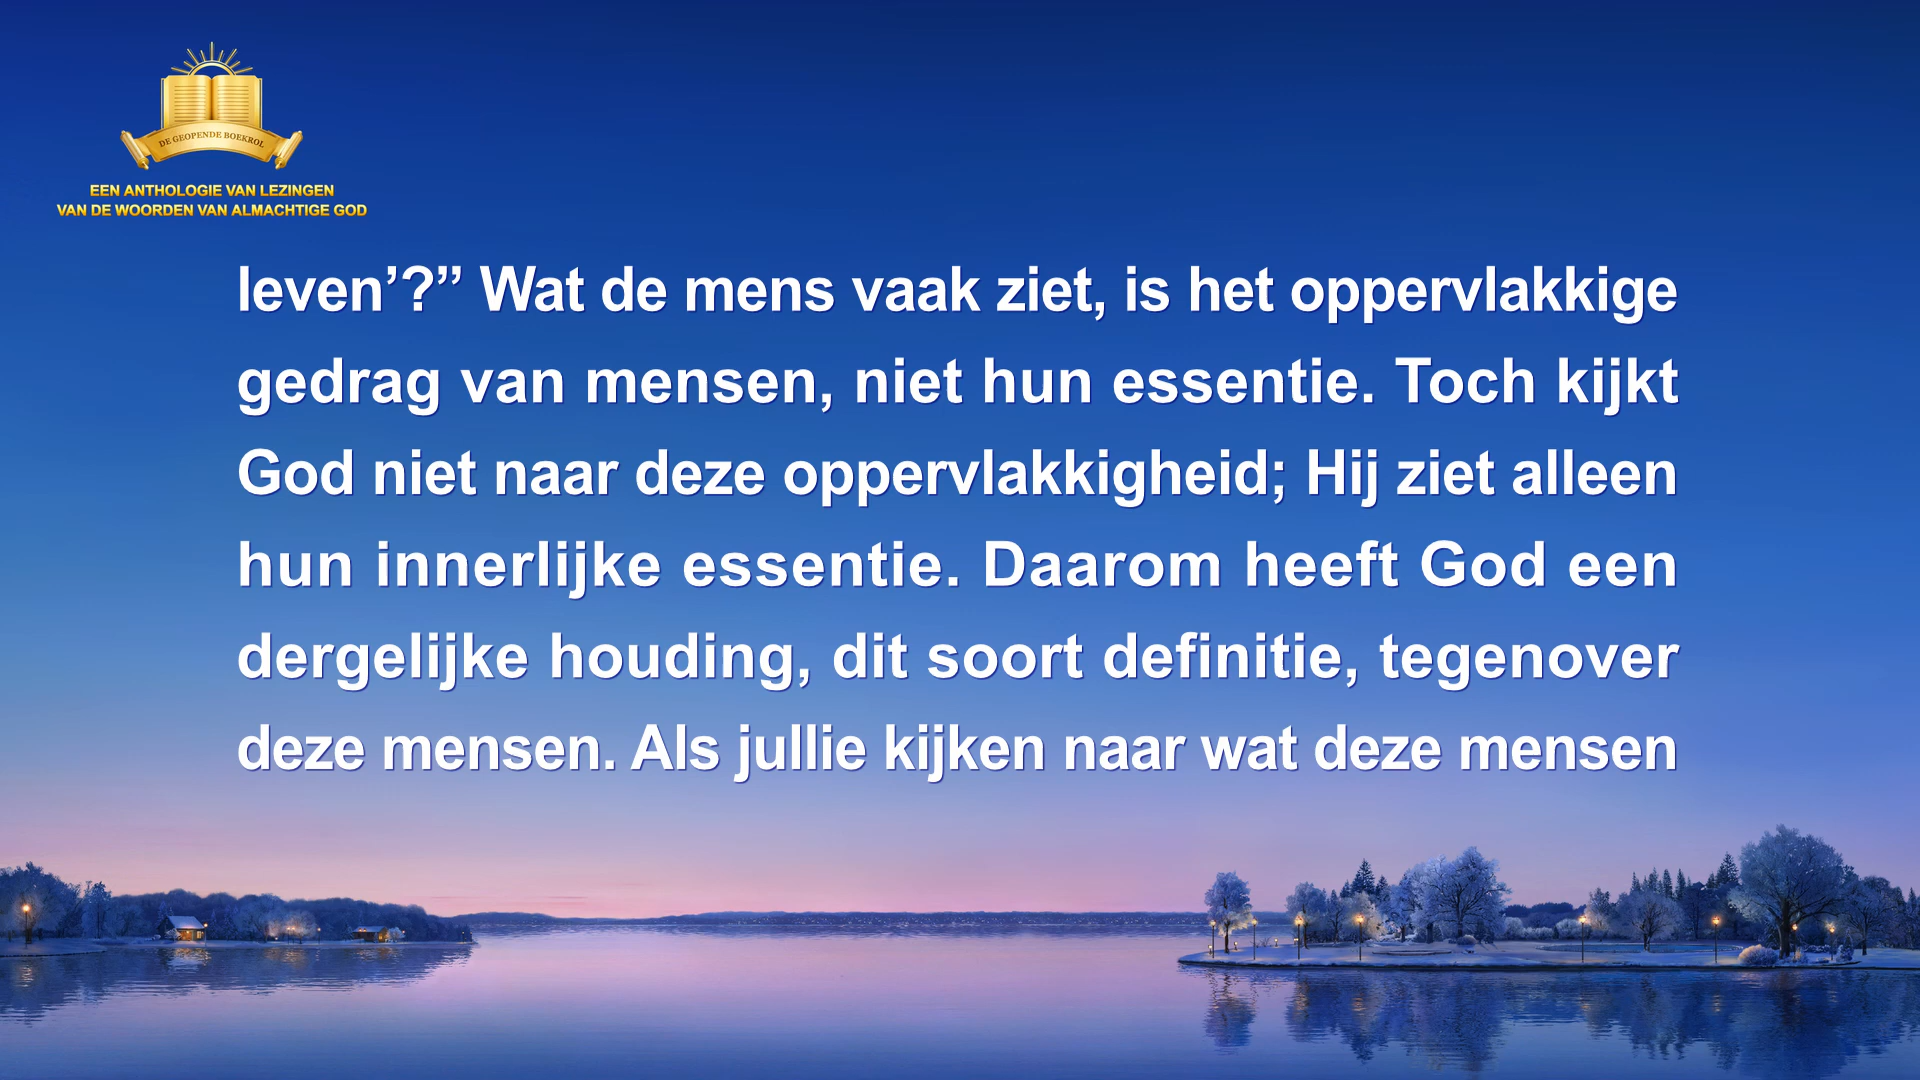 DE GEOPENDE BOEKROL
EEN ANTHOLOGIE VAN LEZINGEN
VAN DE WOORDEN VAN ALMACHTIGE GOD
leven’?” Wat de mens vaak ziet, is het oppervlakkige
gedrag van mensen, niet hun essentie. Toch kijkt
God niet naar deze oppervlakkigheid; Hij ziet alleen
hun innerlijke essentie. Daarom heeft God een
dergelijke houding, dit soort definitie, tegenover
deze mensen. Als jullie kijken naar wat deze mensen